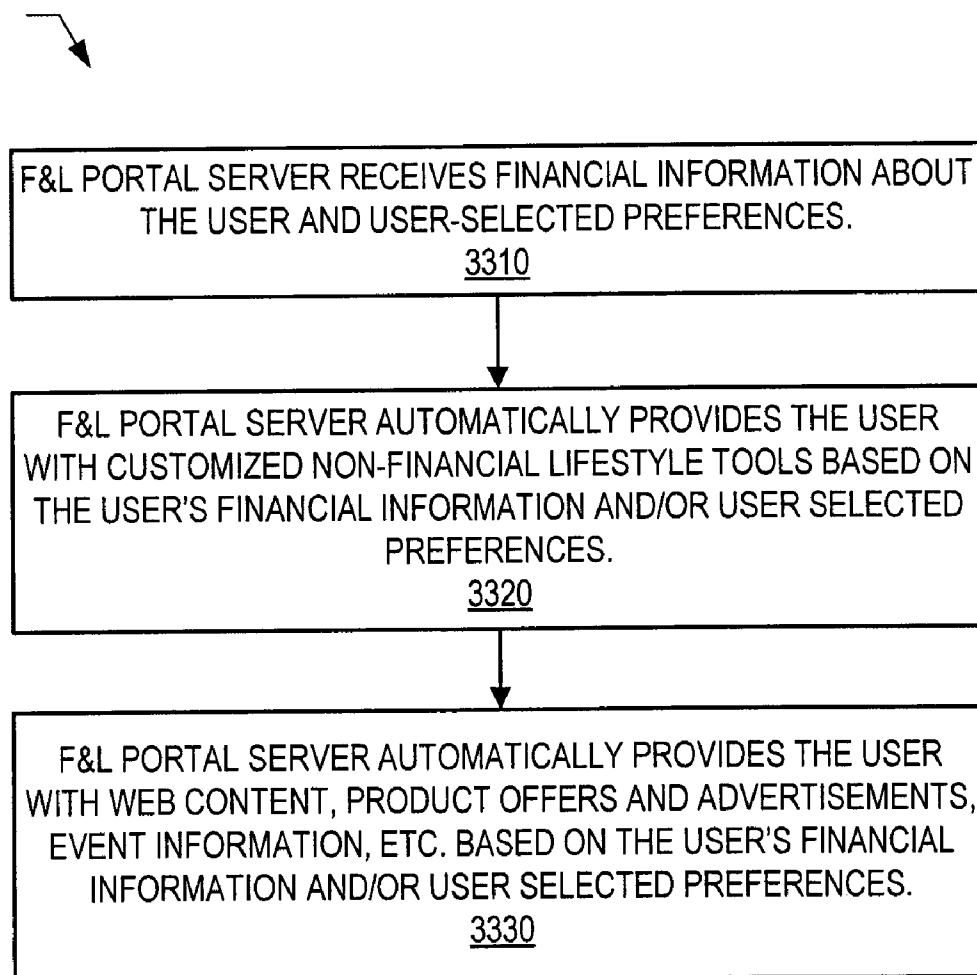 F&L PORTAL SERVER RECEIVES FINANCIAL INFORMATION ABOUT
THE USER AND USER-SELECTED PREFERENCES.
3310
F&L PORTAL SERVER AUTOMATICALLY PROVIDES THE USER
WITH CUSTOMIZED NON-FINANCIAL LIFESTYLE TOOLS BASED ON
THE USER'S FINANCIAL INFORMATION AND/OR USER SELECTED
PREFERENCES.
3320
F&L PORTAL SERVER AUTOMATICALLY PROVIDES THE USER
WITH WEB CONTENT, PRODUCT OFFERS AND ADVERTISEMENTS,
EVENT INFORMATION, ETC. BASED ON THE USER'S FINANCIAL
INFORMATION AND/OR USER SELECTED PREFERENCES.
3330